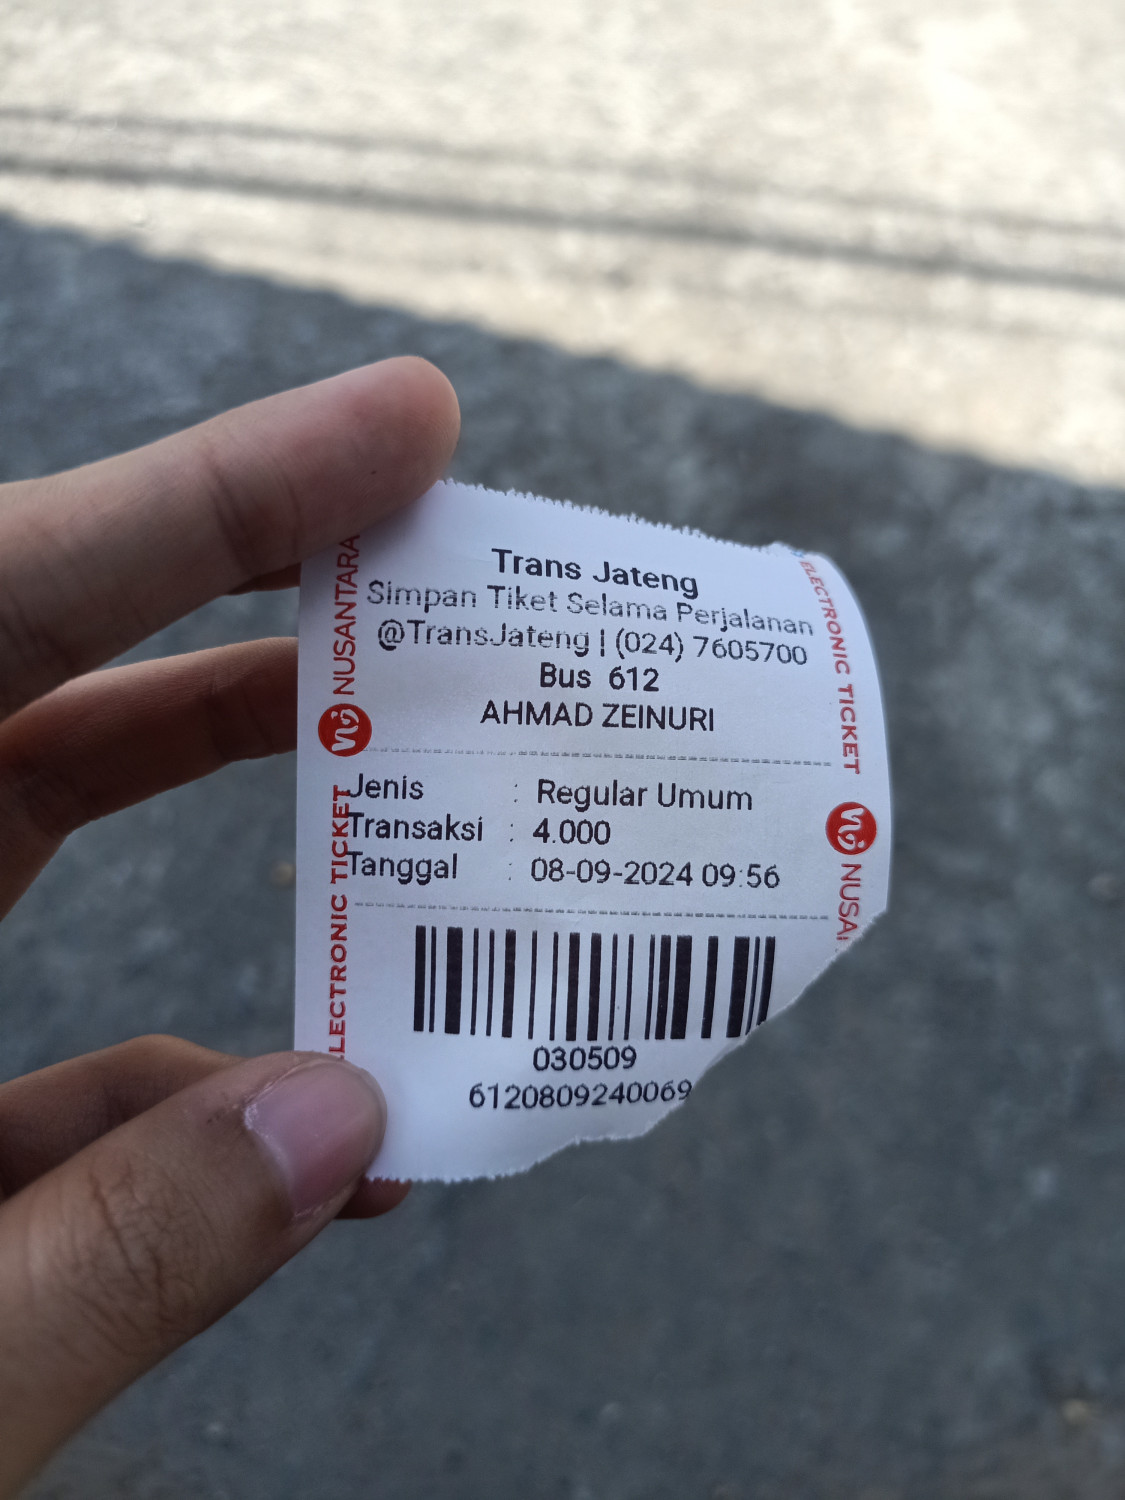 Trans Jateng
Simpan Tiket Selama Perjalanan
@TransJateng | (024) 7605700
Bus 612
AHMAD ZEINURI
Jenis : Regular Umum
Transaksi : 4.000
Tanggal : 08-09-2024 09:56
030509
6120809240069
NUSANTARA
ELECTRONIC TICKET
ELECTRONIC TICKET